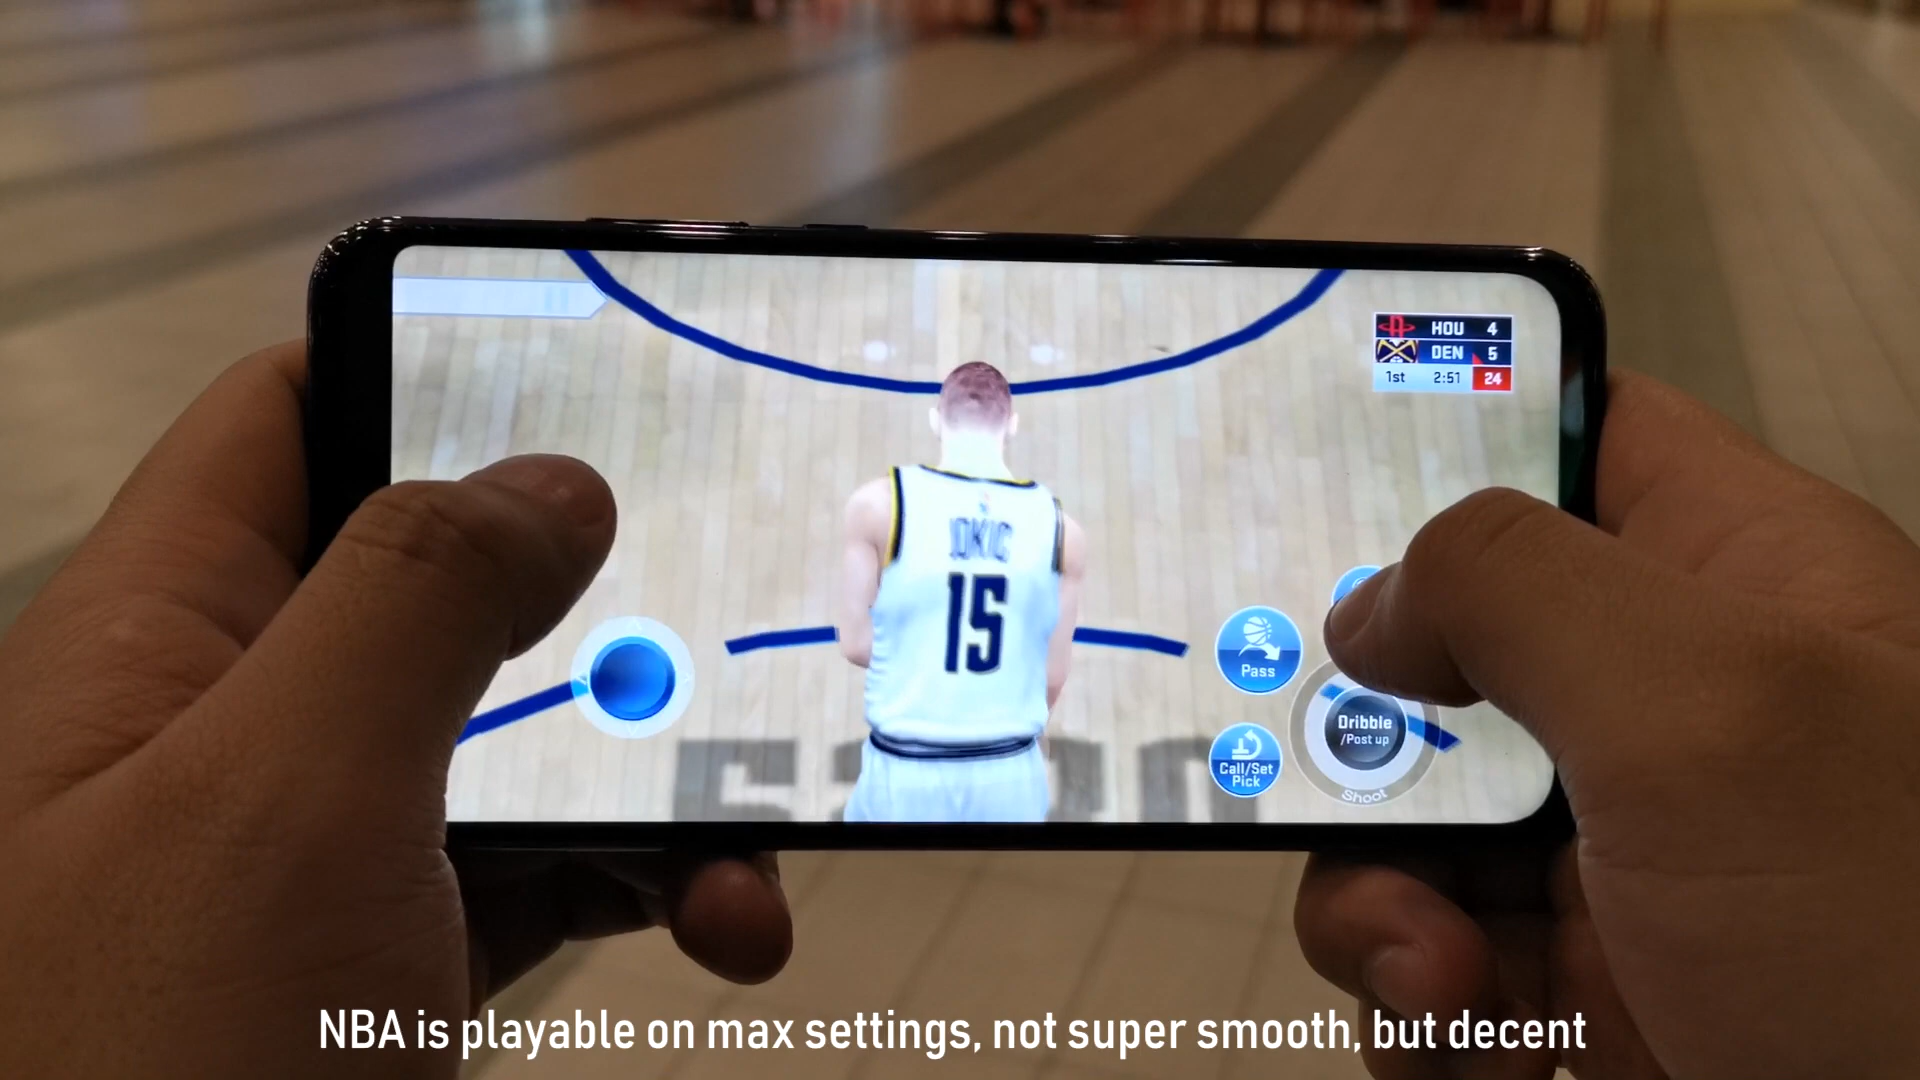 HOU 4
DEN 5
1st 2:51 24
JOKIC
15
Pass
Dribble
/Post up
Call/Set
Pick
Shoot
NBA is playable on max settings, not super smooth, but decent